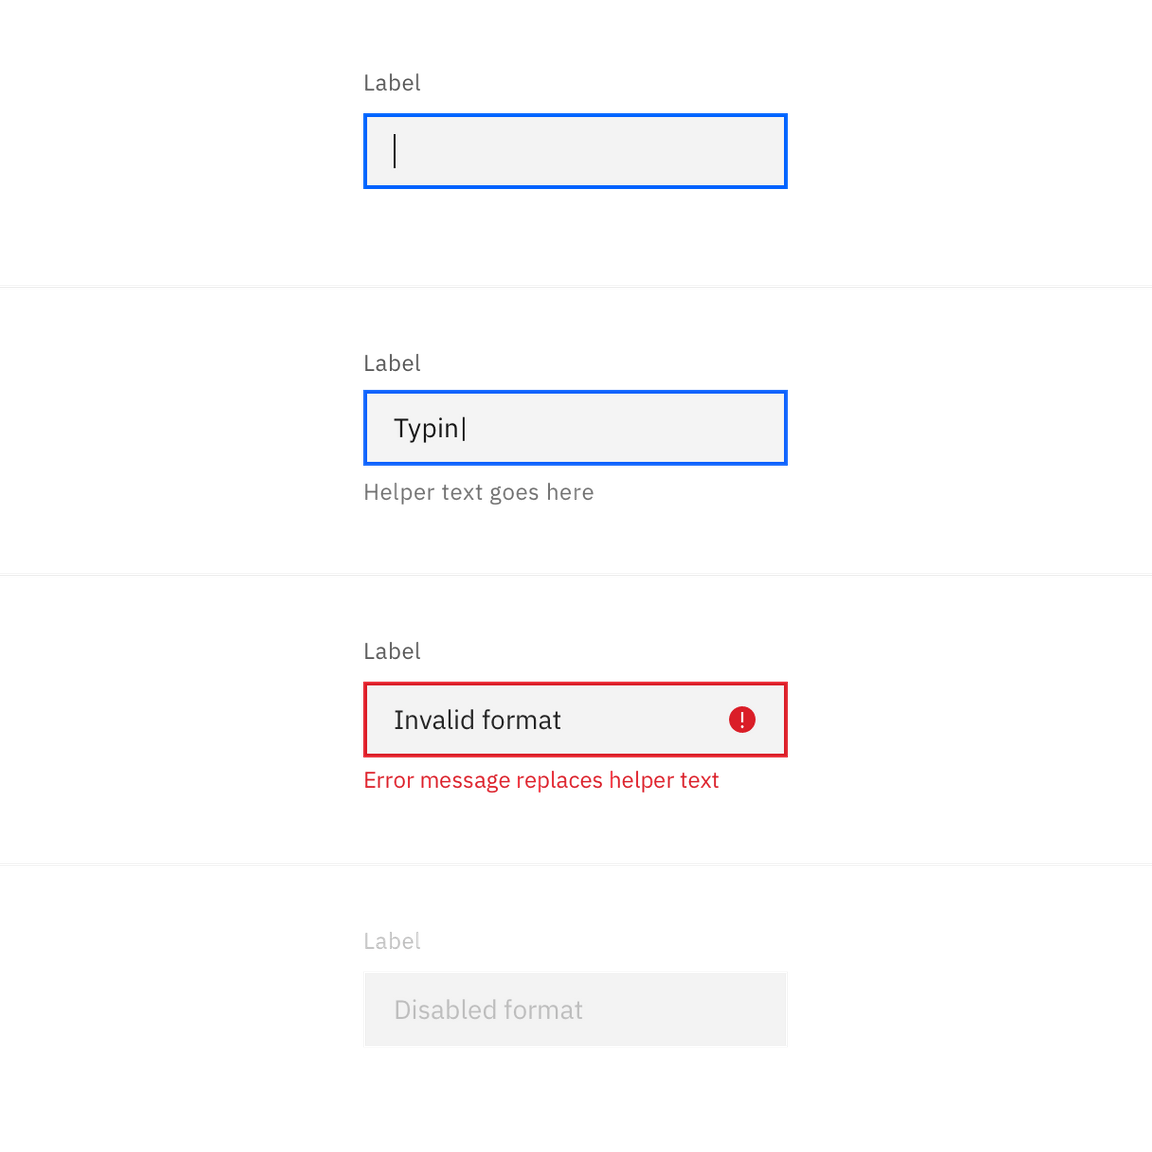 Label
Label
Typin
Helper text goes here
Label
Invalid format
Error message replaces helper text
Label
Disabled format